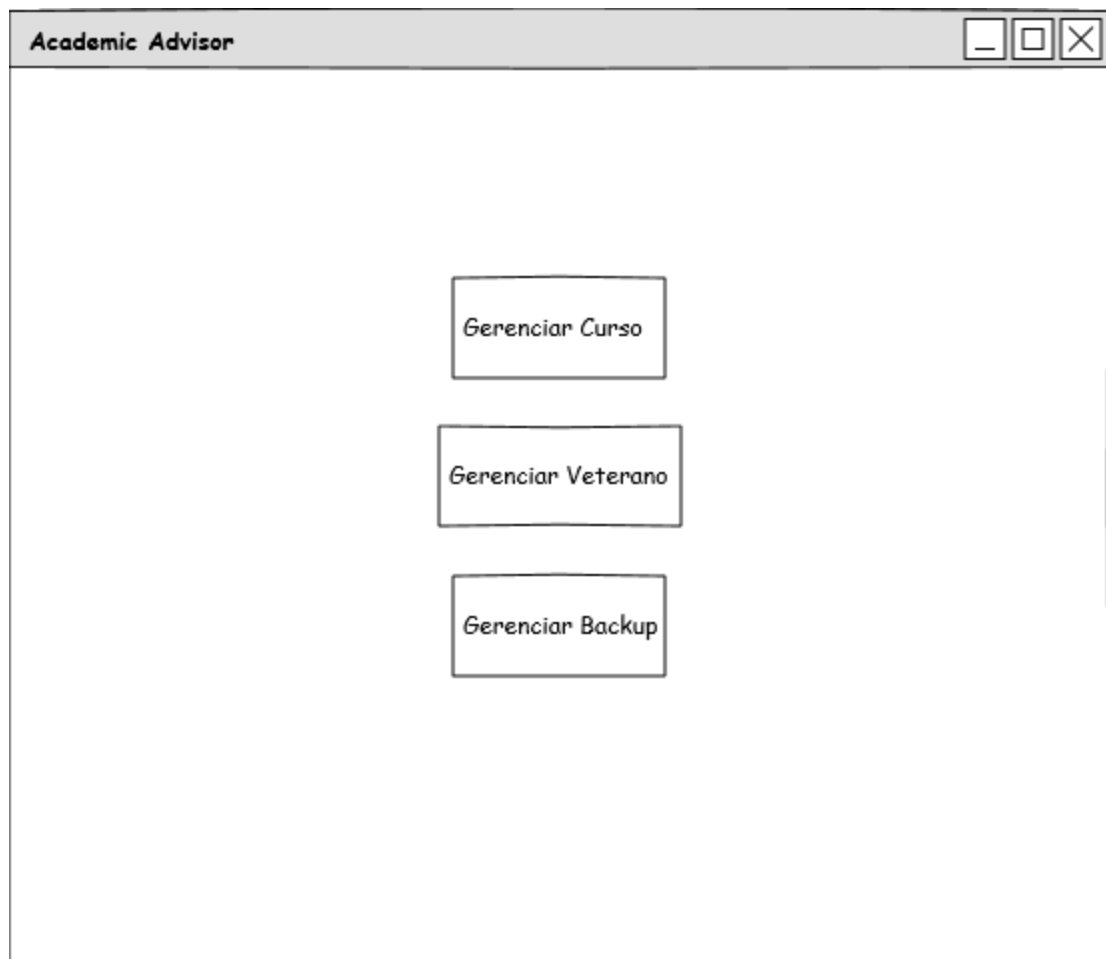 Academic Advisor
Gerenciar Curso
Gerenciar Veterano
Gerenciar Backup